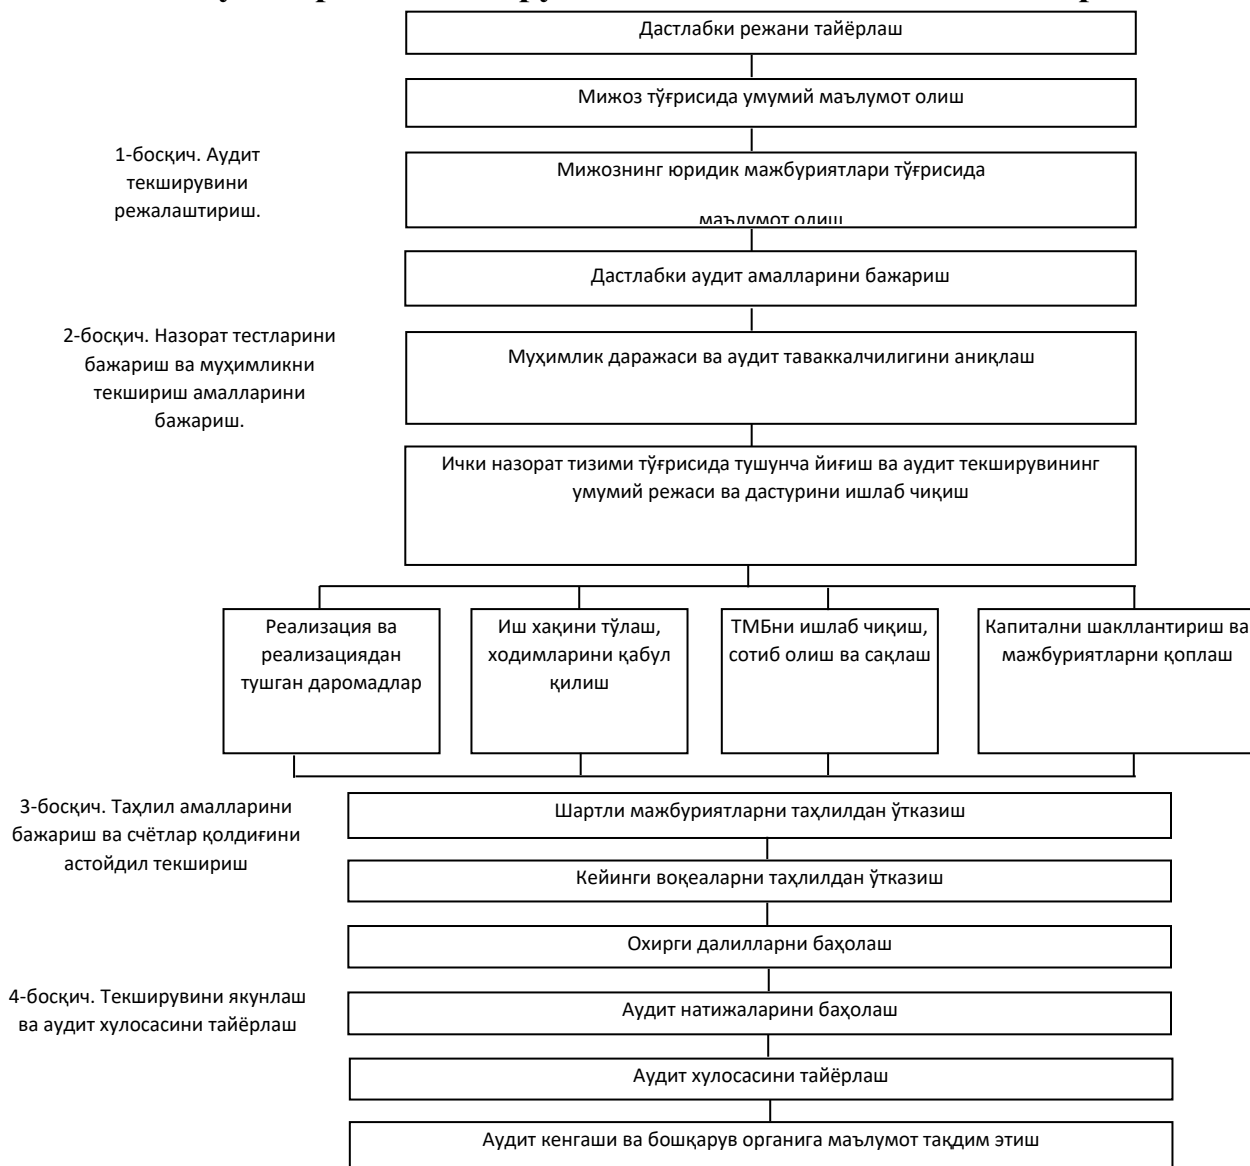 Дастлабки режани тайёрлаш
Мижоз тўғрисида умумий маълумот олиш
1-босқич. Аудит
текширувини
режалаштириш.
Мижознинг юридик мажбуриятлари тўғрисида
маълумот олиш
Дастлабки аудит амалларини бажариш
2-босқич. Назорат тестларини
бажариш ва муҳимликни
текшириш амалларини
бажариш.
Муҳимлик даражаси ва аудит таваккалчилигини аниқлаш
Ички назорат тизими тўғрисида тушунча йиғиш ва аудит текширувининг
умумий режаси ва дастурини ишлаб чиқиш
Реализация ва
реализациядан
тушган даромадлар
Иш хақини тўлаш,
ходимларини қабул
қилиш
ТМБни ишлаб чиқиш,
сотиб олиш ва сақлаш
Капитални шакллантириш ва
мажбуриятларни қоплаш
3-босқич. Таҳлил амалларини
бажариш ва счётлар қолдиғини
астойдил текшириш
Шартли мажбуриятларни таҳлилдан ўтказиш
Кейинги воқеаларни таҳлилдан ўтказиш
Охирги далилларни баҳолаш
4-босқич. Текширувини якунлаш
ва аудит хулосасини тайёрлаш
Аудит натижаларини баҳолаш
Аудит хулосасини тайёрлаш
Аудит кенгаши ва бошқарув органига маълумот тақдим этиш